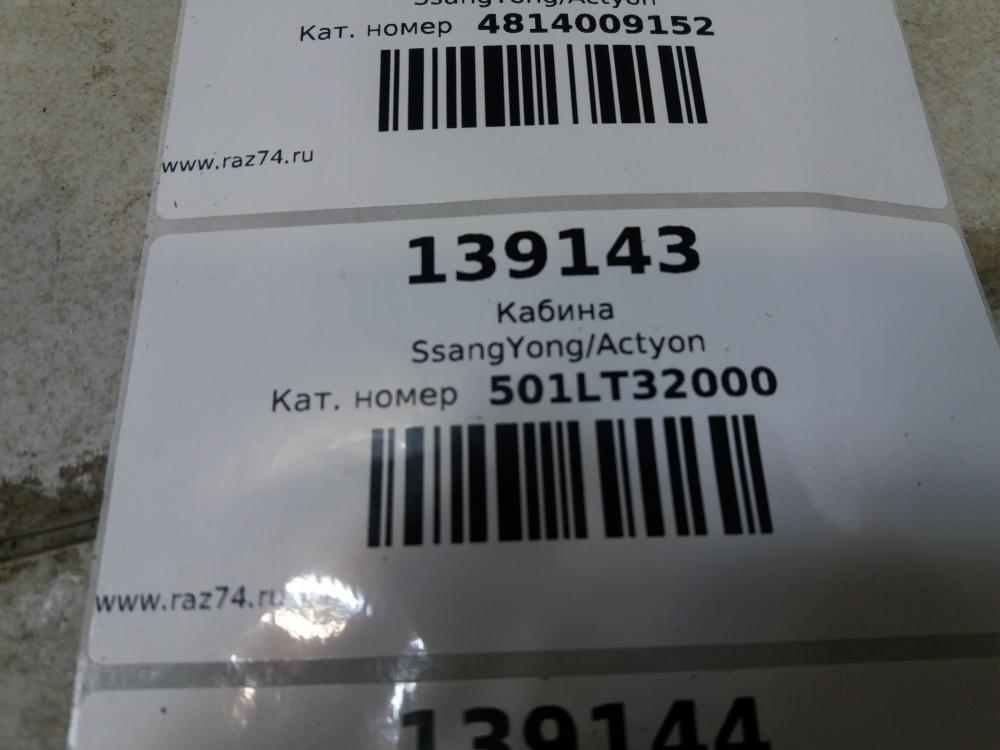 SsangYong/Actyon
Кат. номер 4814009152
www.raz74.ru
139143
Кабина
SsangYong/Actyon
Кат. номер 501LT32000
www.raz74.ru
139144